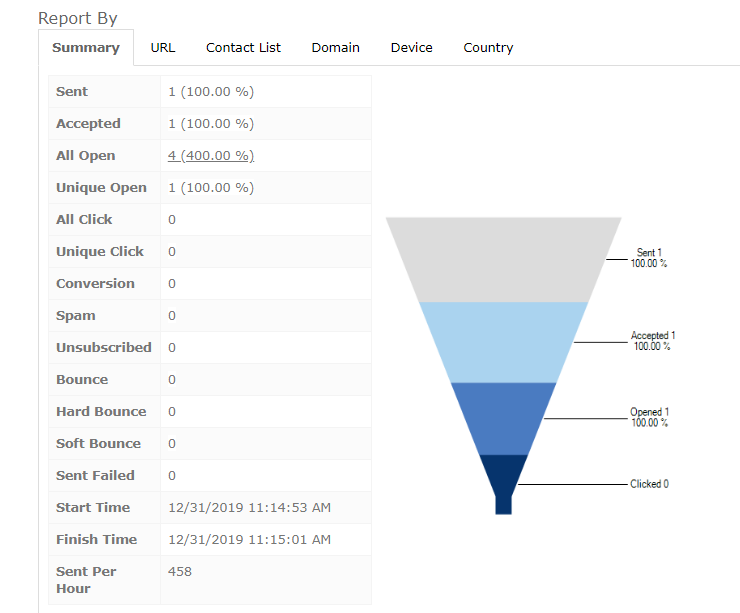 Report By
Summary URL Contact List Domain Device Country
Sent 1 (100.00 %)
Accepted 1 (100.00 %)
All Open 4 (400.00 %)
Unique Open 1 (100.00 %)
All Click 0
Unique Click 0
Conversion 0
Spam 0
Unsubscribed 0
Bounce 0
Hard Bounce 0
Soft Bounce 0
Sent Failed 0
Start Time 12/31/2019 11:14:53 AM
Finish Time 12/31/2019 11:15:01 AM
Sent Per 458
Hour
Sent 1
100.00 %
Accepted 1
100.00 %
Opened 1
100.00 %
Clicked 0